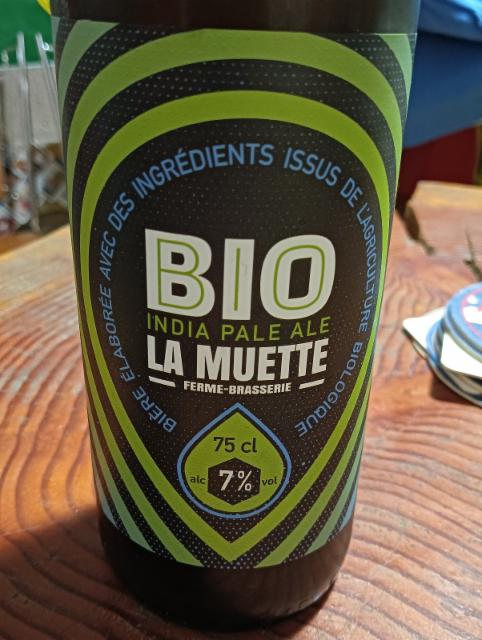 BIÈRE ÉLABORÉE AVEC DES INGRÉDIENTS ISSUS DE L'AGRICULTURE BIOLOGIQUE
BIO
INDIA PALE ALE
LA MUETTE
FERME-BRASSERIE
75 cl
alc 7% vol